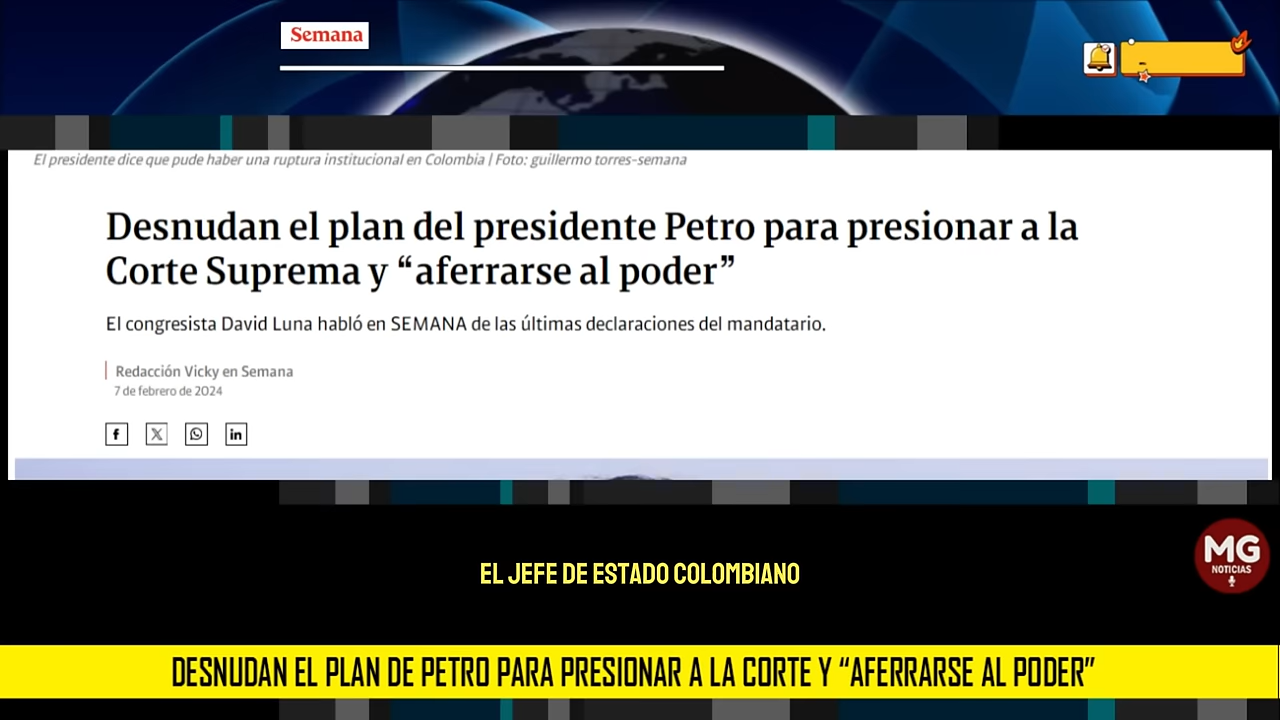 Semana
El presidente dice que pude haber una ruptura institucional en Colombia | Foto: guillermo torres-semana
Desnudan el plan del presidente Petro para presionar a la
Corte Suprema y “aferrarse al poder”
El congresista David Luna habló en SEMANA de las últimas declaraciones del mandatario.
Redacción Vicky en Semana
7 de febrero de 2024
MG
NOTICIAS
EL JEFE DE ESTADO COLOMBIANO
DESNUDAN EL PLAN DE PETRO PARA PRESIONAR A LA CORTE Y “AFERRARSE AL PODER”